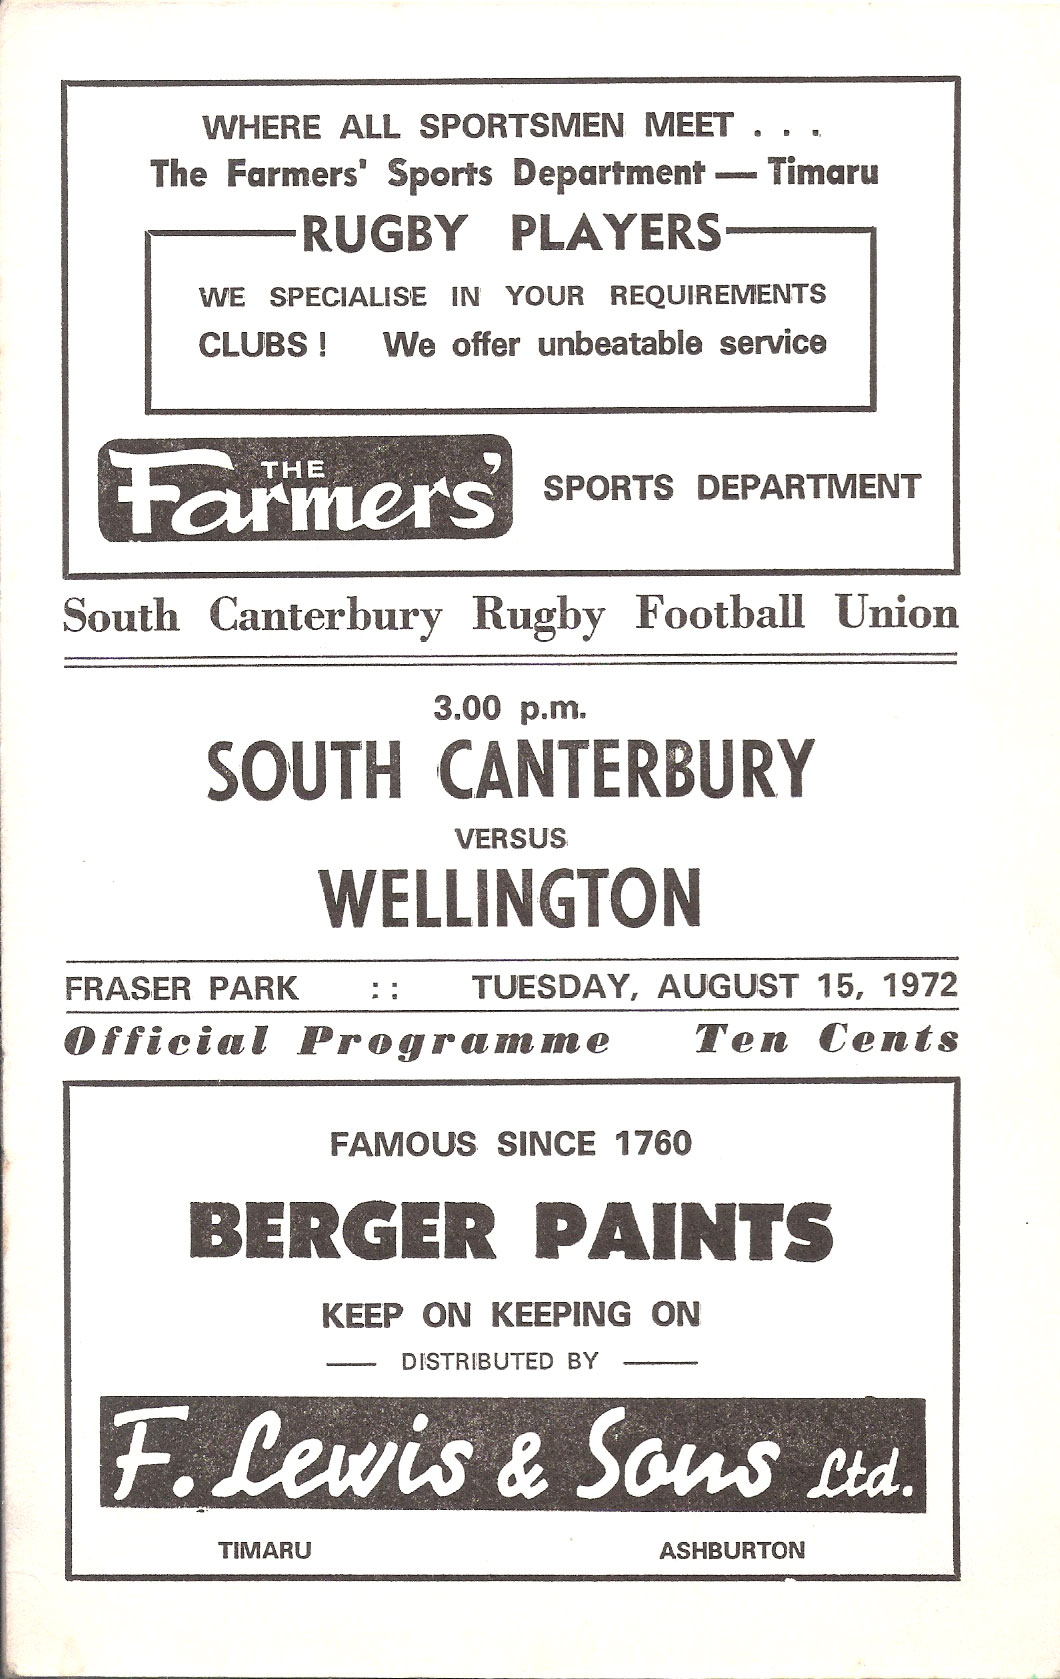 WHERE ALL SPORTSMEN MEET . . .
The Farmers' Sports Department — Timaru
RUGBY PLAYERS
WE SPECIALISE IN YOUR REQUIREMENTS
CLUBS ! We offer unbeatable service
THE
Farmers' SPORTS DEPARTMENT
South Canterbury Rugby Football Union
3.00 p.m.
SOUTH CANTERBURY
VERSUS
WELLINGTON
FRASER PARK :: TUESDAY, AUGUST 15, 1972
Official Programme Ten Cents
FAMOUS SINCE 1760
BERGER PAINTS
KEEP ON KEEPING ON
— DISTRIBUTED BY —
F. Lewis & Sons Ltd.
TIMARU ASHBURTON